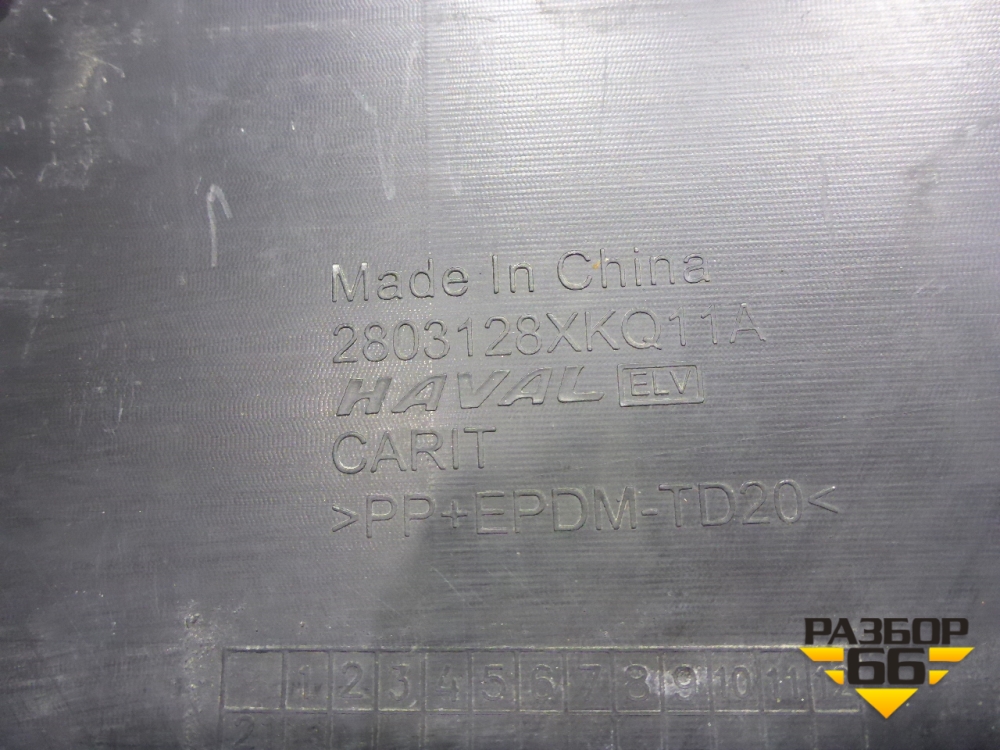 Made In China
2803128XKQ11A
HAVAL ELV
CARIT
>PP+EPDM-TD20<
РАЗБОР
66
1 2 3 4 5 6 7 8 9 10 11